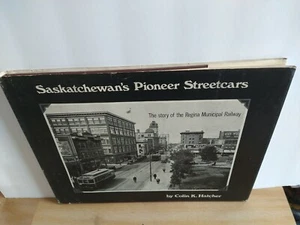 Saskatchewan's Pioneer Streetcars
The story of the Regina Municipal Railway
by Colin K. Hatcher